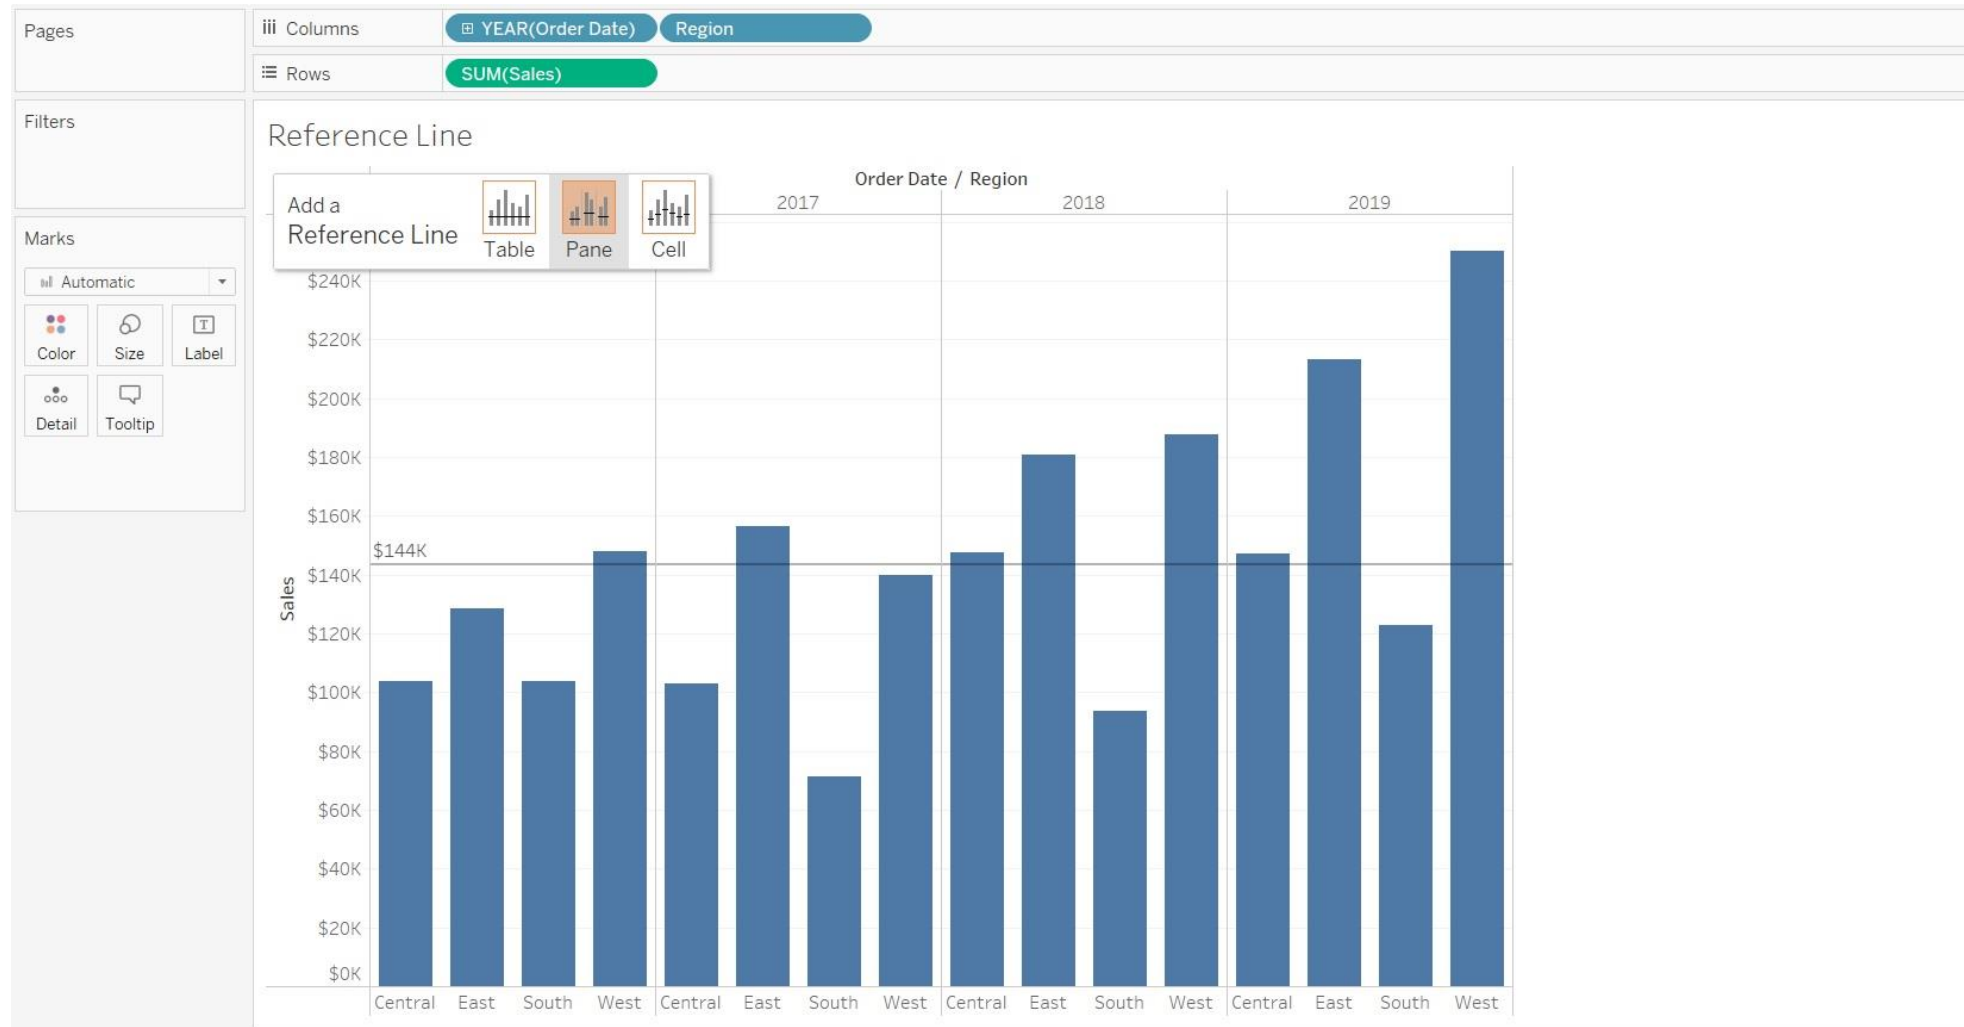 Pages
Columns
YEAR(Order Date)
Region
Rows
SUM(Sales)
Filters
Reference Line
Order Date / Region
2017
2018
2019
Add a
Reference Line
Table
Pane
Cell
Marks
Automatic
Color
Size
Label
Detail
Tooltip
$240K
$220K
$200K
$180K
$160K
$144K
$140K
$120K
$100K
$80K
$60K
$40K
$20K
$0K
Sales
Central East South West Central East South West Central East South West Central East South West